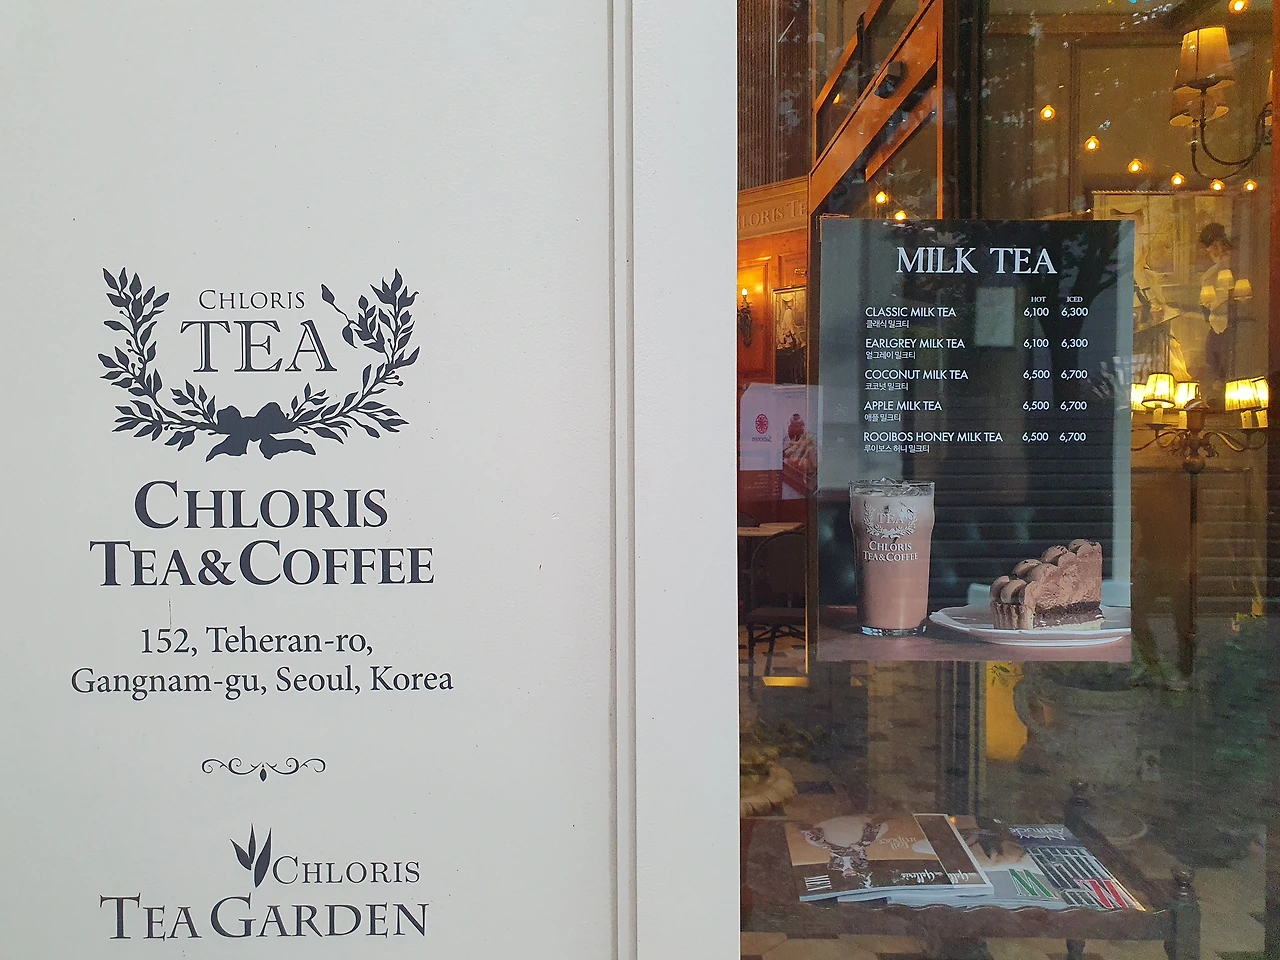 CHLORIS
TEA
CHLORIS
TEA&COFFEE
152, Teheran-ro,
Gangnam-gu, Seoul, Korea
CHLORIS
TEA GARDEN
MILK TEA
HOT ICED
CLASSIC MILK TEA 6,100 6,300
클래식 밀크티
EARLGREY MILK TEA 6,100 6,300
얼그레이 밀크티
COCONUT MILK TEA 6,500 6,700
코코넛 밀크티
APPLE MILK TEA 6,500 6,700
애플 밀크티
ROOIBOS HONEY MILK TEA 6,500 6,700
루이보스 허니 밀크티
TEA
CHLORIS
TEA&COFFEE